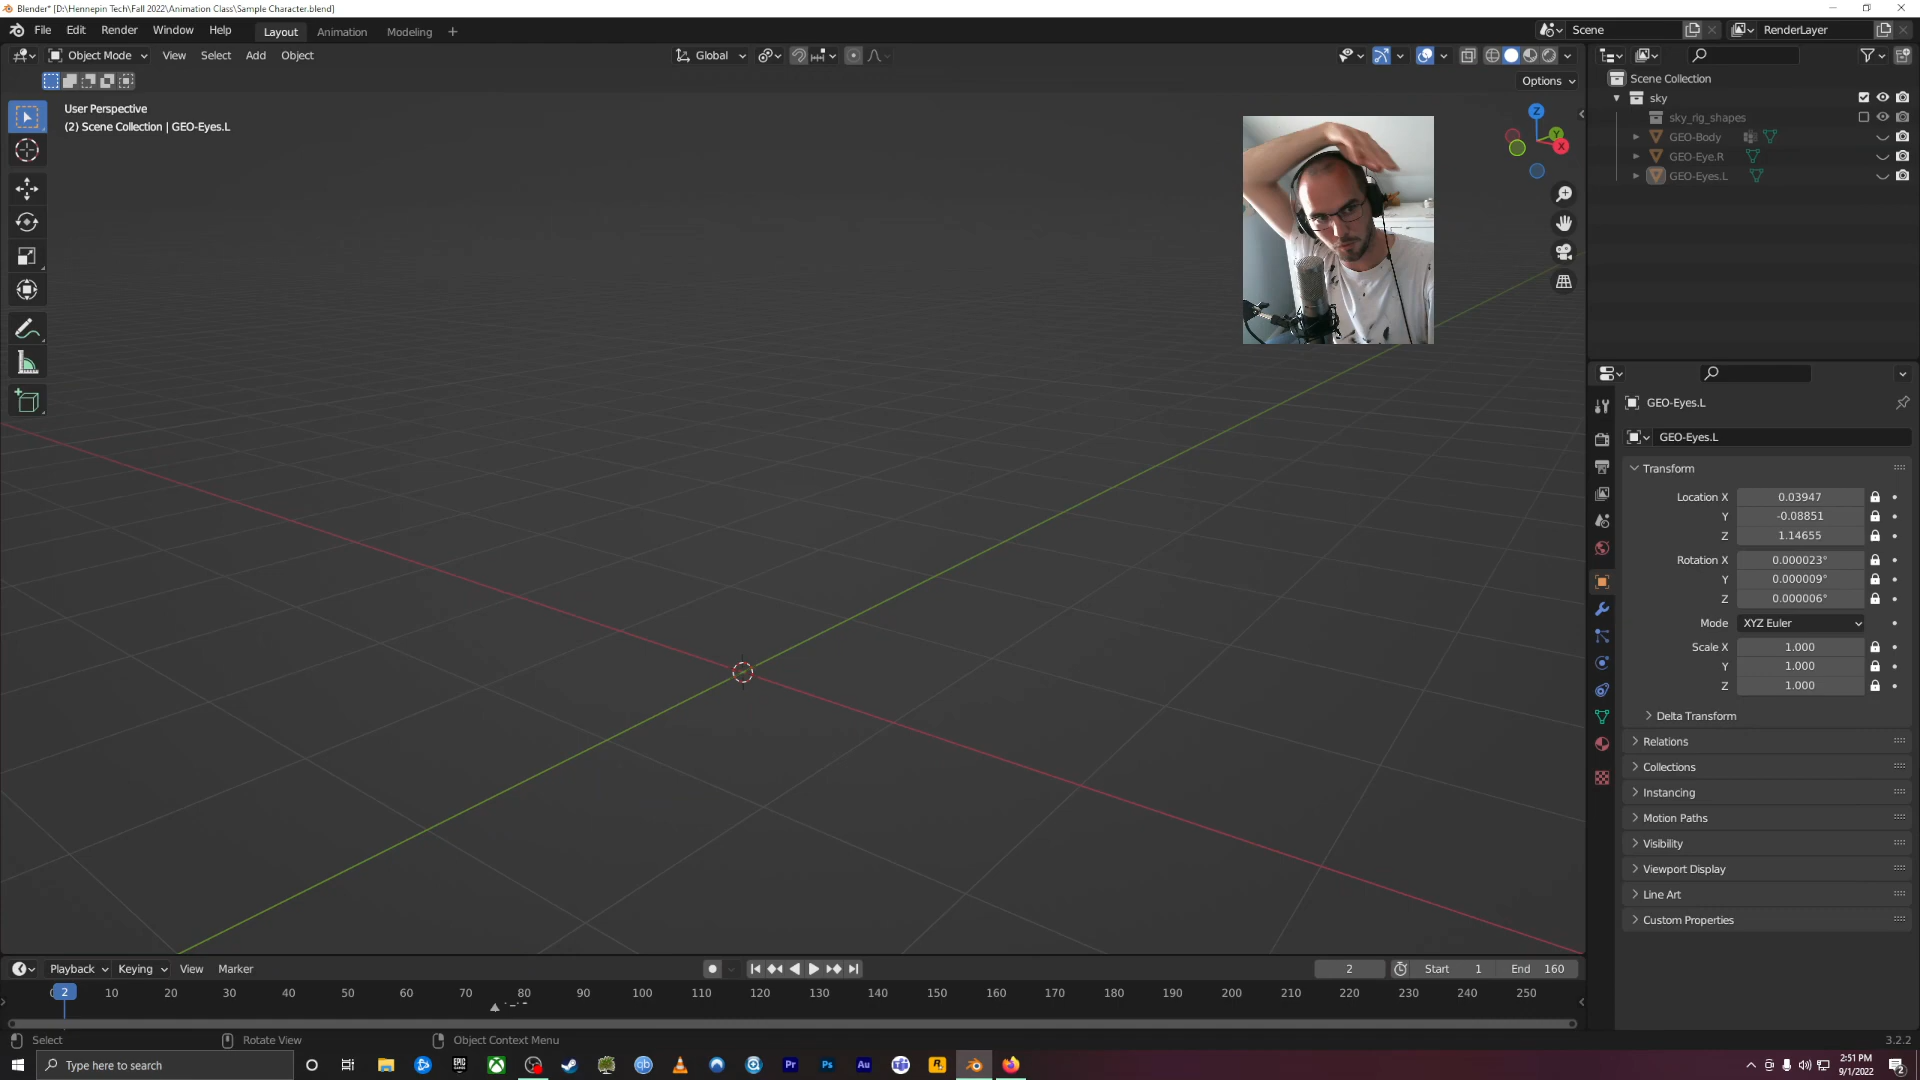 Blender* [D:\Hennepin Tech\Fall 2022\Animation Class\Sample Character.blend]
File Edit Render Window Help Layout Animation Modeling + Scene RenderLayer
Object Mode View Select Add Object Global
Options
User Perspective
(2) Scene Collection | GEO-Eyes.L
Z
Y
X
Scene Collection
sky
sky_rig_shapes
GEO-Body
GEO-Eye.R
GEO-Eyes.L
GEO-Eyes.L
GEO-Eyes.L
Transform
Location X 0.03947
Y -0.08851
Z 1.14655
Rotation X 0.000023°
Y 0.000009°
Z 0.000006°
Mode XYZ Euler
Scale X 1.000
Y 1.000
Z 1.000
Delta Transform
Relations
Collections
Instancing
Motion Paths
Visibility
Viewport Display
Line Art
Custom Properties
Playback Keying View Marker 2 Start 1 End 160
2 10 20 30 40 50 60 70 80 90 100 110 120 130 140 150 160 170 180 190 200 210 220 230 240 250
Select Rotate View Object Context Menu 3.2.2
Type here to search
EPIC GAMES
qb
Pr
Ps
Au
R
2:51 PM
9/1/2022
2